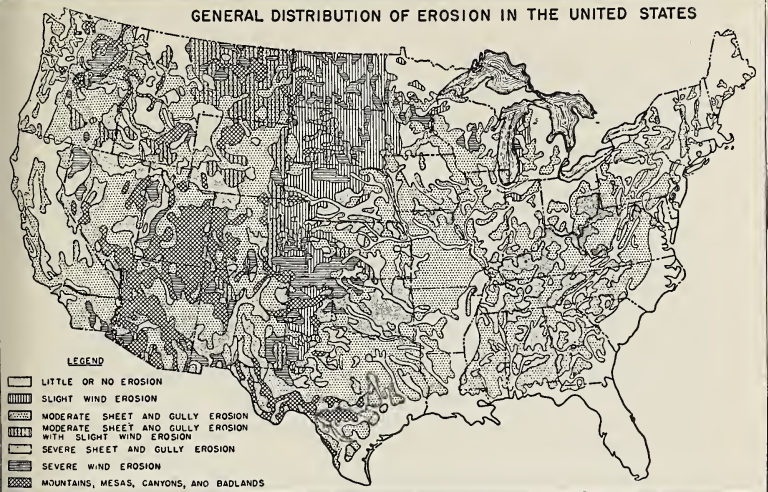 GENERAL DISTRIBUTION OF EROSION IN THE UNITED STATES
LEGEND
LITTLE OR NO EROSION
SLIGHT WIND EROSION
MODERATE SHEET AND GULLY EROSION
MODERATE SHEET AND GULLY EROSION
WITH SLIGHT WIND EROSION
SEVERE SHEET AND GULLY EROSION
SEVERE WIND EROSION
MOUNTAINS, MESAS, CANYONS, AND BADLANDS